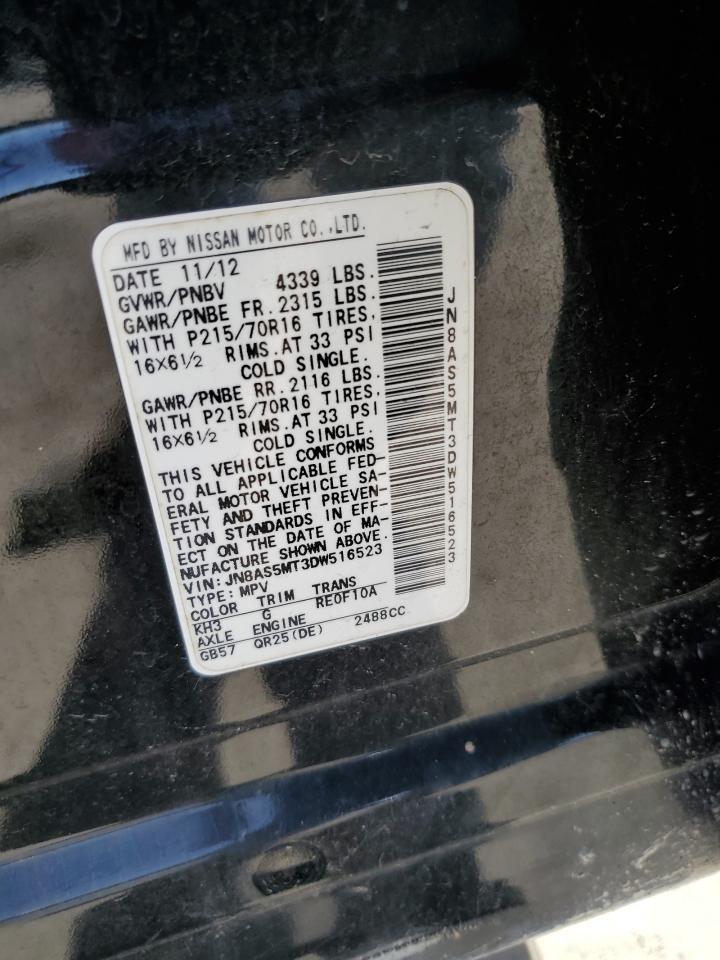 MFD BY NISSAN MOTOR CO.,LTD.
DATE 11/12
GVWR/PNBV 4339 LBS.
GAWR/PNBE FR. 2315 LBS.
WITH P215/70R16 TIRES,
16X6½ RIMS.AT 33 PSI
COLD SINGLE.
GAWR/PNBE RR. 2116 LBS.
WITH P215/70R16 TIRES,
16X6½ RIMS.AT 33 PSI
COLD SINGLE.
THIS VEHICLE CONFORMS
TO ALL APPLICABLE FED-
ERAL MOTOR VEHICLE SA-
FETY AND THEFT PREVEN-
TION STANDARDS IN EFF-
ECT ON THE DATE OF MA-
NUFACTURE SHOWN ABOVE.
VIN: JN8AS5MT3DW516523
TYPE: MPV
COLOR TRIM TRANS
KH3 G RE0F10A
AXLE ENGINE
GB57 QR25(DE) 2488CC
JN8AS5MT3DW516523